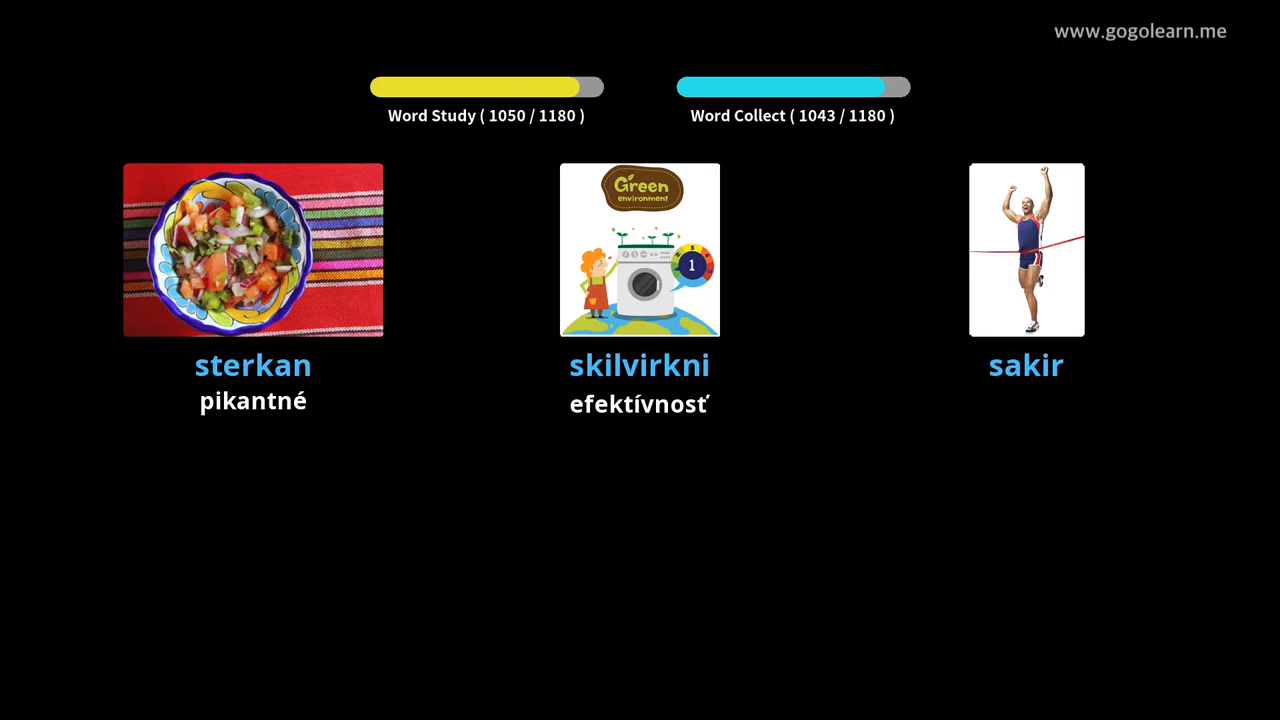 www.gogolearn.me
Word Study ( 1050 / 1180 )
Word Collect ( 1043 / 1180 )
Green
environment
1
sterkan
skilvirkni
sakir
pikantné
efektívnosť